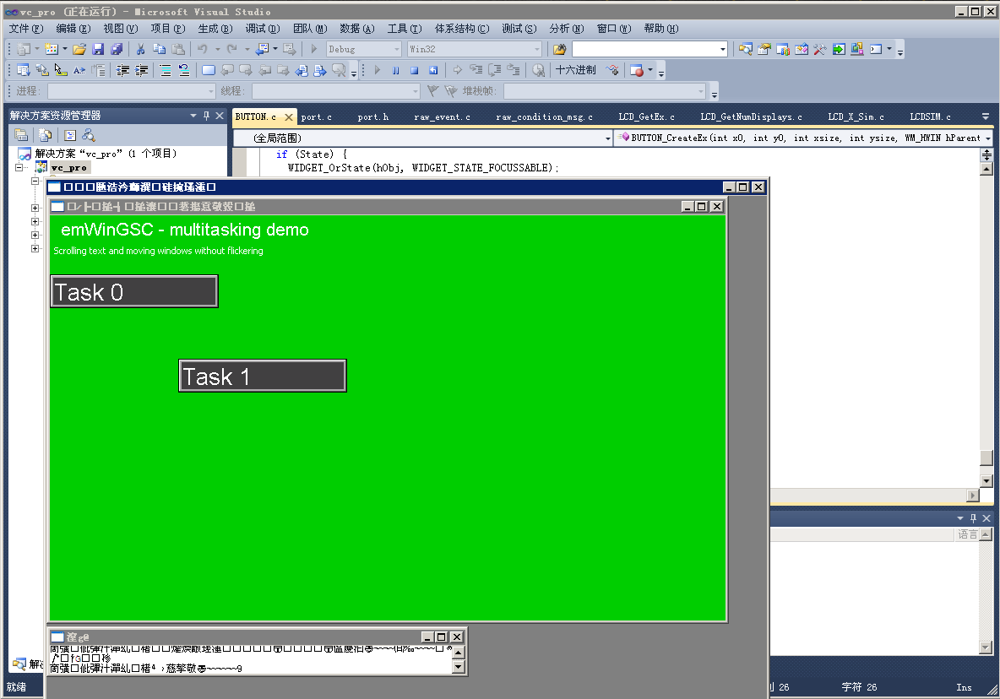 vc_pro (正在运行) - Microsoft Visual Studio
文件(F) 编辑(E) 视图(V) 项目(P) 生成(B) 调试(D) 团队(M) 数据(A) 工具(T) 体系结构(C) 测试(S) 分析(N) 窗口(W) 帮助(H)
Debug Win32
十六进制
进程: 线程: 堆栈帧:
解决方案资源管理器
BUTTON.c port.c port.h raw_event.c raw_condition_msg.c LCD_GetEx.c LCD_GetNumDisplays.c LCD_X_Sim.c LCDSIM.c
(全局范围) BUTTON_CreateEx(int x0, int y0, int xsize, int ysize, WM_HWIN hParent
解决方案“vc_pro”(1 个项目)
vc_pro
if (State) {
WIDGET_OrState(hObj, WIDGET_STATE_FOCUSSABLE);
emWinGSC - multitasking demo
Scrolling text and moving windows without flickering
Task 0
Task 1
语言
解决
就绪
26 字符 26 Ins